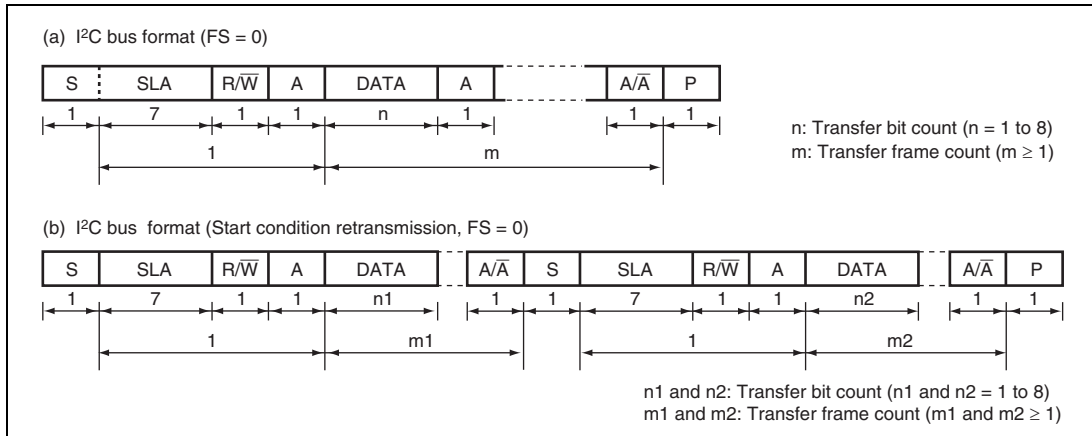 (a) I²C bus format (FS = 0)
S SLA R/W̅ A DATA A A/A̅ P
1 7 1 1 n 1 1 1
1 m
n: Transfer bit count (n = 1 to 8)
m: Transfer frame count (m ≥ 1)
(b) I²C bus format (Start condition retransmission, FS = 0)
S SLA R/W̅ A DATA A/A̅ S SLA R/W̅ A DATA A/A̅ P
1 7 1 1 n1 1 1 7 1 1 n2 1 1
1 m1 1 m2
n1 and n2: Transfer bit count (n1 and n2 = 1 to 8)
m1 and m2: Transfer frame count (m1 and m2 ≥ 1)